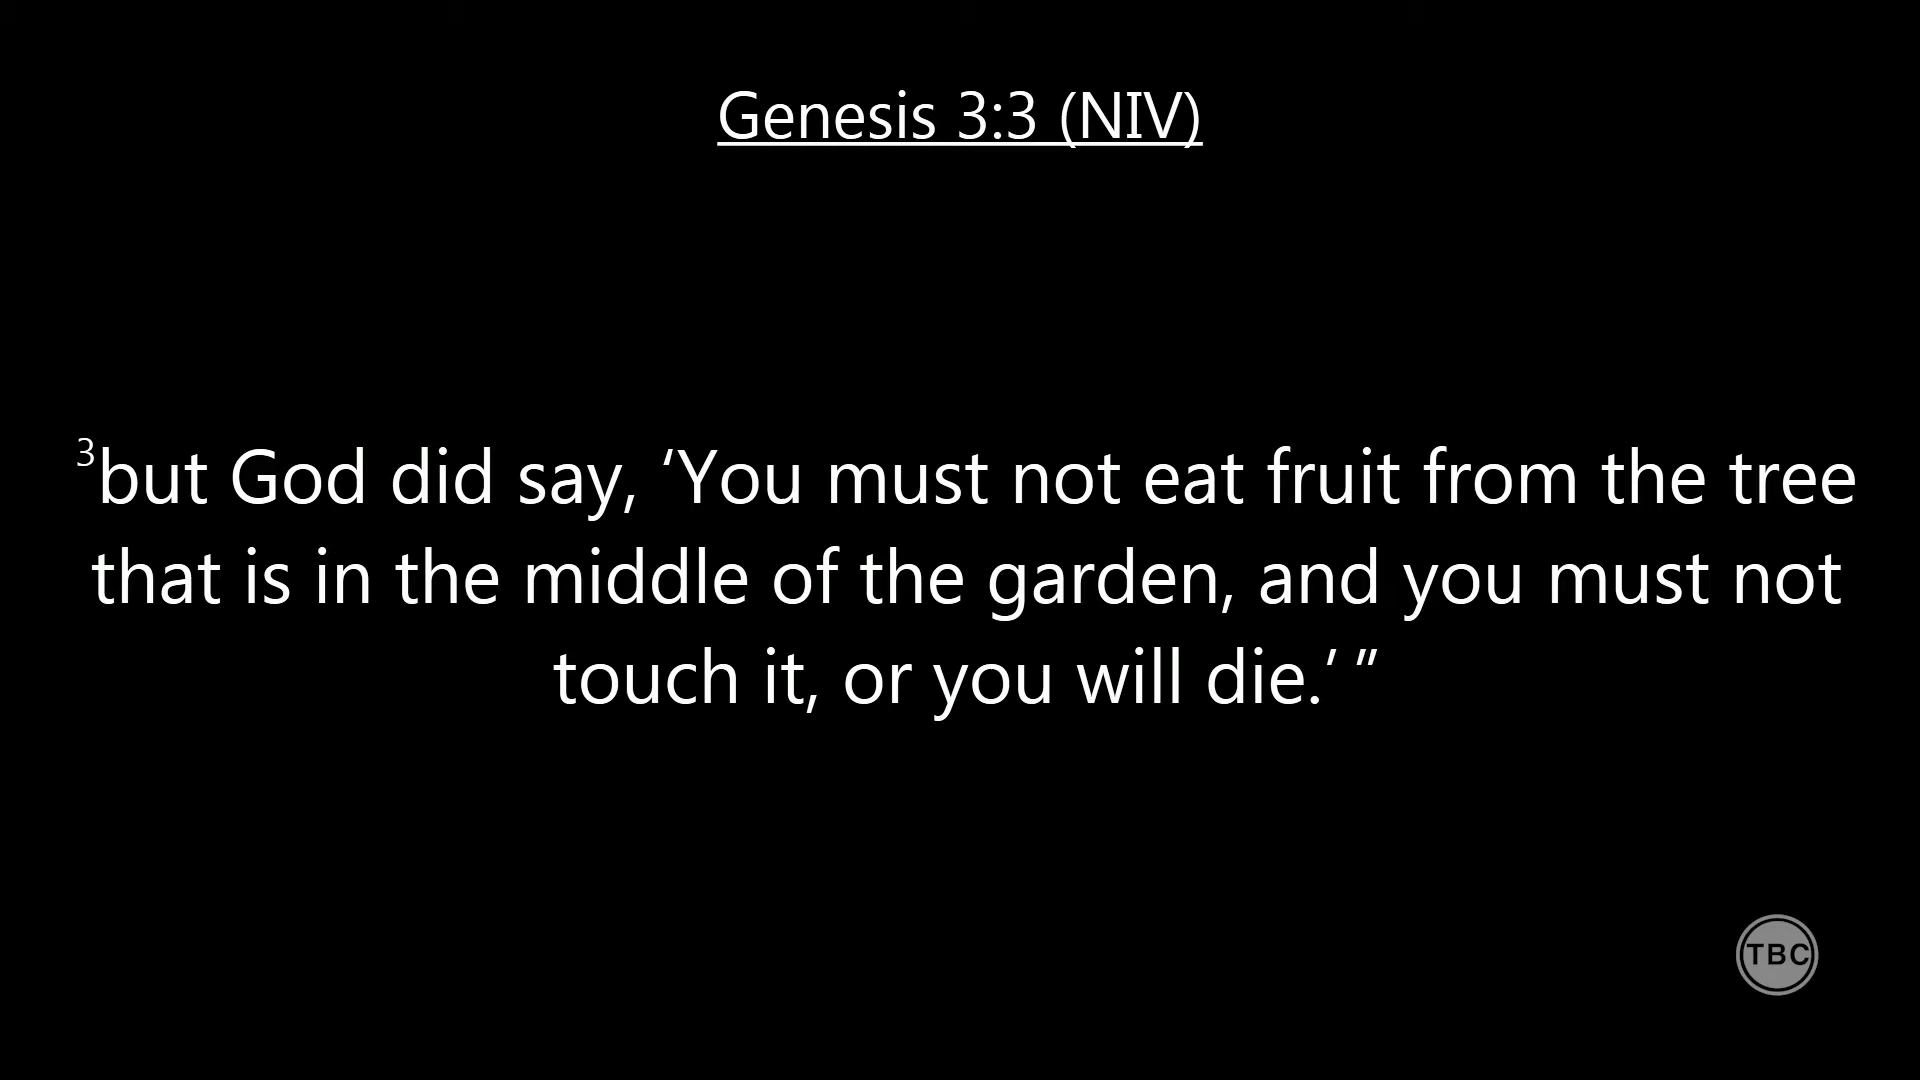 Genesis 3:3 (NIV)
³but God did say, ‘You must not eat fruit from the tree
that is in the middle of the garden, and you must not
touch it, or you will die.’ ”
TBC